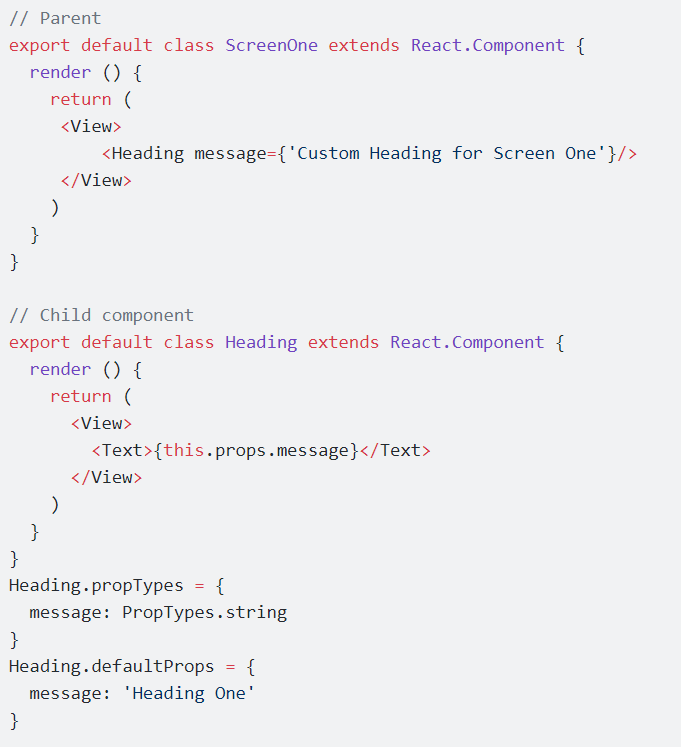 // Parent
export default class ScreenOne extends React.Component {
  render () {
    return (
     <View>
         <Heading message={'Custom Heading for Screen One'}/>
     </View>
    )
  }
}

// Child component
export default class Heading extends React.Component {
  render () {
    return (
      <View>
        <Text>{this.props.message}</Text>
      </View>
    )
  }
}
Heading.propTypes = {
  message: PropTypes.string
}
Heading.defaultProps = {
  message: 'Heading One'
}